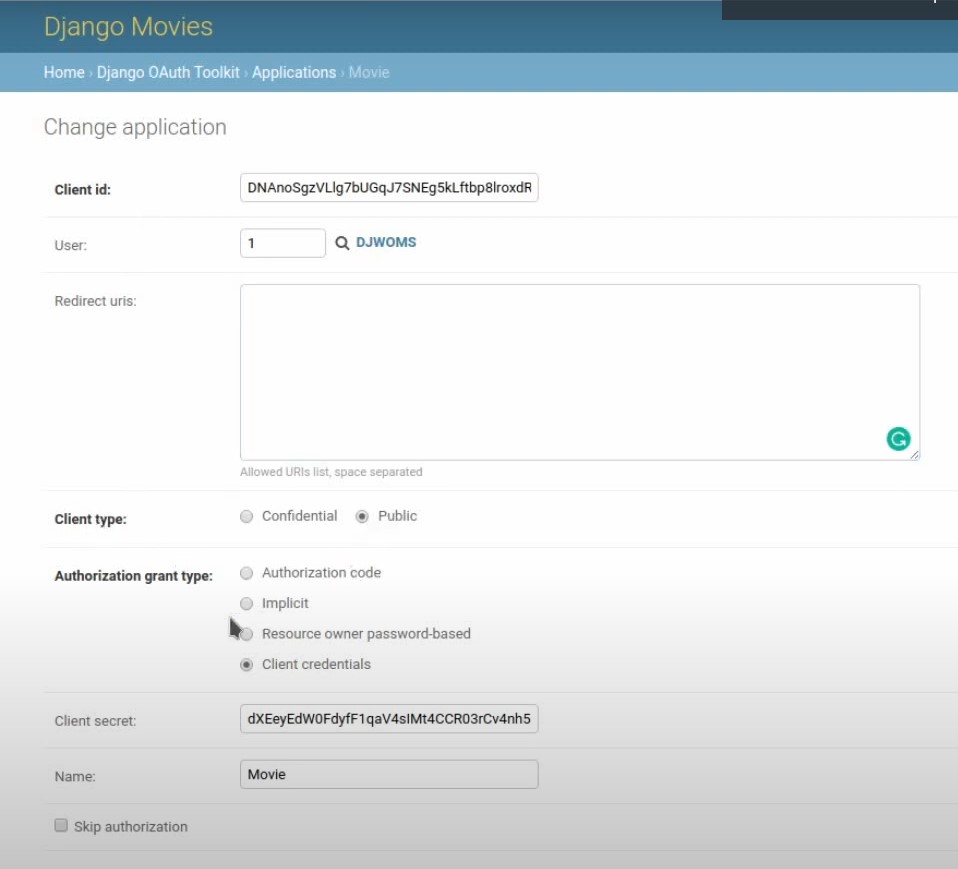 Django Movies
Home › Django OAuth Toolkit › Applications › Movie
Change application
Client id: DNAnoSgzVLlg7bUGqJ7SNEg5kLftbp8lroxdR
User: 1 DJWOMS
Redirect uris:
Allowed URIs list, space separated
Client type: Confidential Public
Authorization grant type: Authorization code
Implicit
Resource owner password-based
Client credentials
Client secret: dXEeyEdW0FdyfF1qaV4sIMt4CCR03rCv4nh5
Name: Movie
Skip authorization